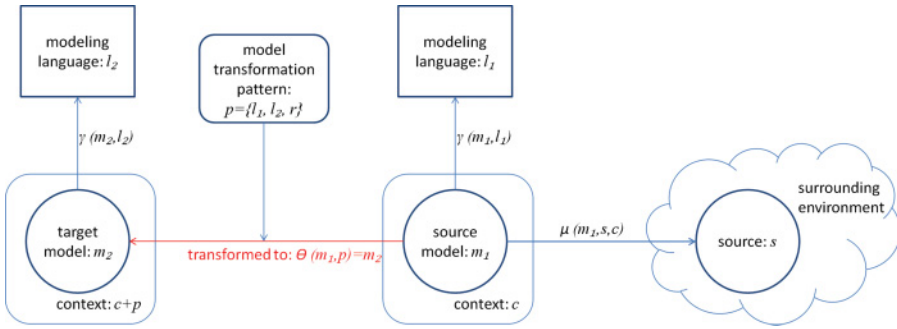 modeling
language: l₂
model
transformation
pattern:
p={l₁, l₂, r}
modeling
language: l₁
γ (m₂,l₂)
γ (m₁,l₁)
surrounding
environment
target
model: m₂
source
model: m₁
μ (m₁,s,c)
source: s
transformed to: Θ (m₁,p)=m₂
context: c+p
context: c